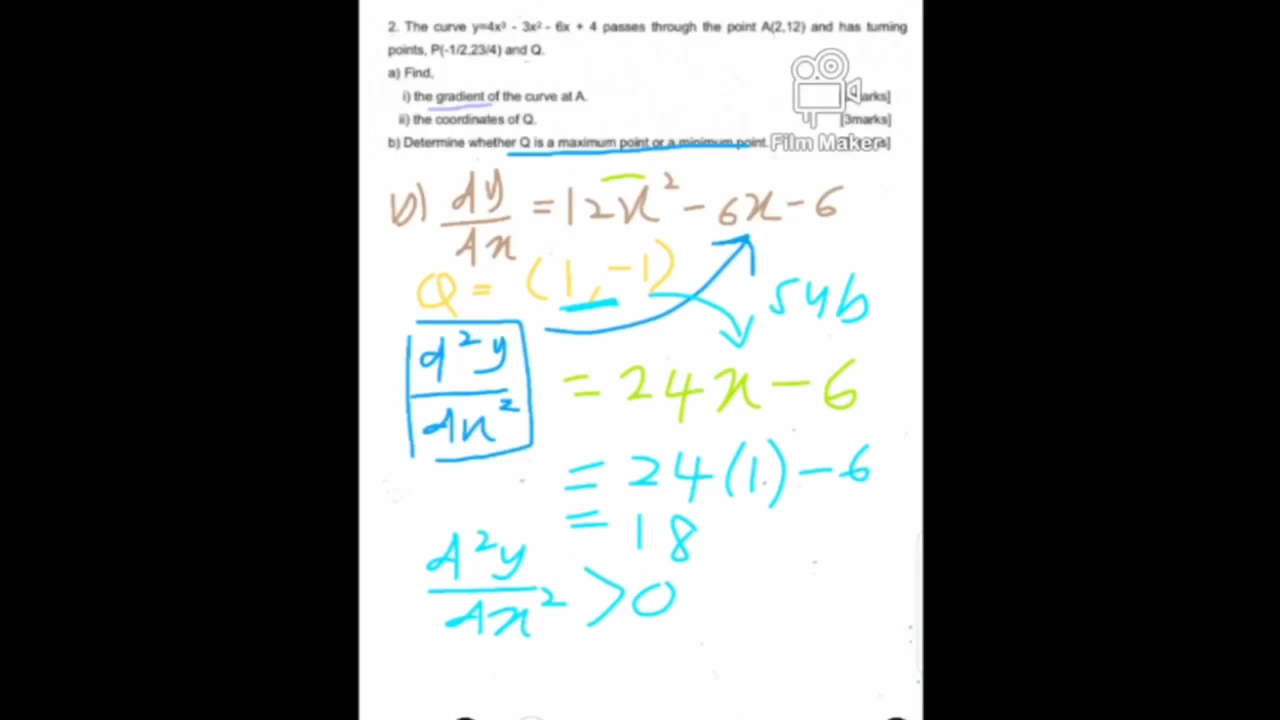 2. The curve y=4x³ - 3x² - 6x + 4 passes through the point A(2,12) and has turning
points, P(-1/2,23/4) and Q.
a) Find,
i) the gradient of the curve at A.
arks]
ii) the coordinates of Q.
[3marks]
b) Determine whether Q is a maximum point or a minimum point.
Film Maker
s]
b) dy/dx = 12x² - 6x - 6
Q = (1, -1)
sub
d²y/dx² = 24x - 6
= 24(1) - 6
= 18
d²y/dx² > 0